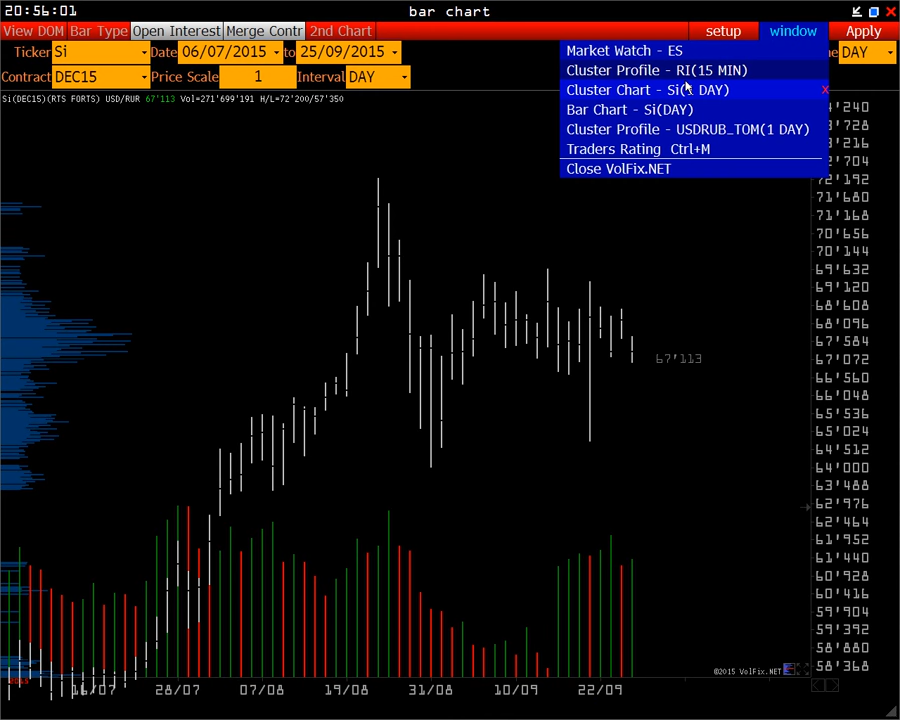 20:56:01 bar chart
View DOM Bar Type Open Interest Merge Contr 2nd Chart setup window Apply
Ticker Si Date 06/07/2015 to 25/09/2015 DAY
Contract DEC15 Price Scale 1 Interval DAY
Market Watch - ES
Cluster Profile - RI(15 MIN)
Cluster Chart - Si( DAY) x
Bar Chart - Si(DAY)
Cluster Profile - USDRUB_TOM(1 DAY)
Traders Rating Ctrl+M
Close VolFix.NET
Si(DEC15)(RTS FORTS) USD/RUR 67'113 Vol=271'699'191 H/L=72'200/57'350
67'113
72'192
71'680
71'168
70'656
70'144
69'632
69'120
68'608
68'096
67'584
67'072
66'560
66'048
65'536
65'024
64'512
64'000
63'488
62'976
62'464
61'952
61'440
60'928
60'416
59'904
59'392
58'880
58'368
©2015 VolFix.NET
16/07 28/07 07/08 19/08 31/08 10/09 22/09